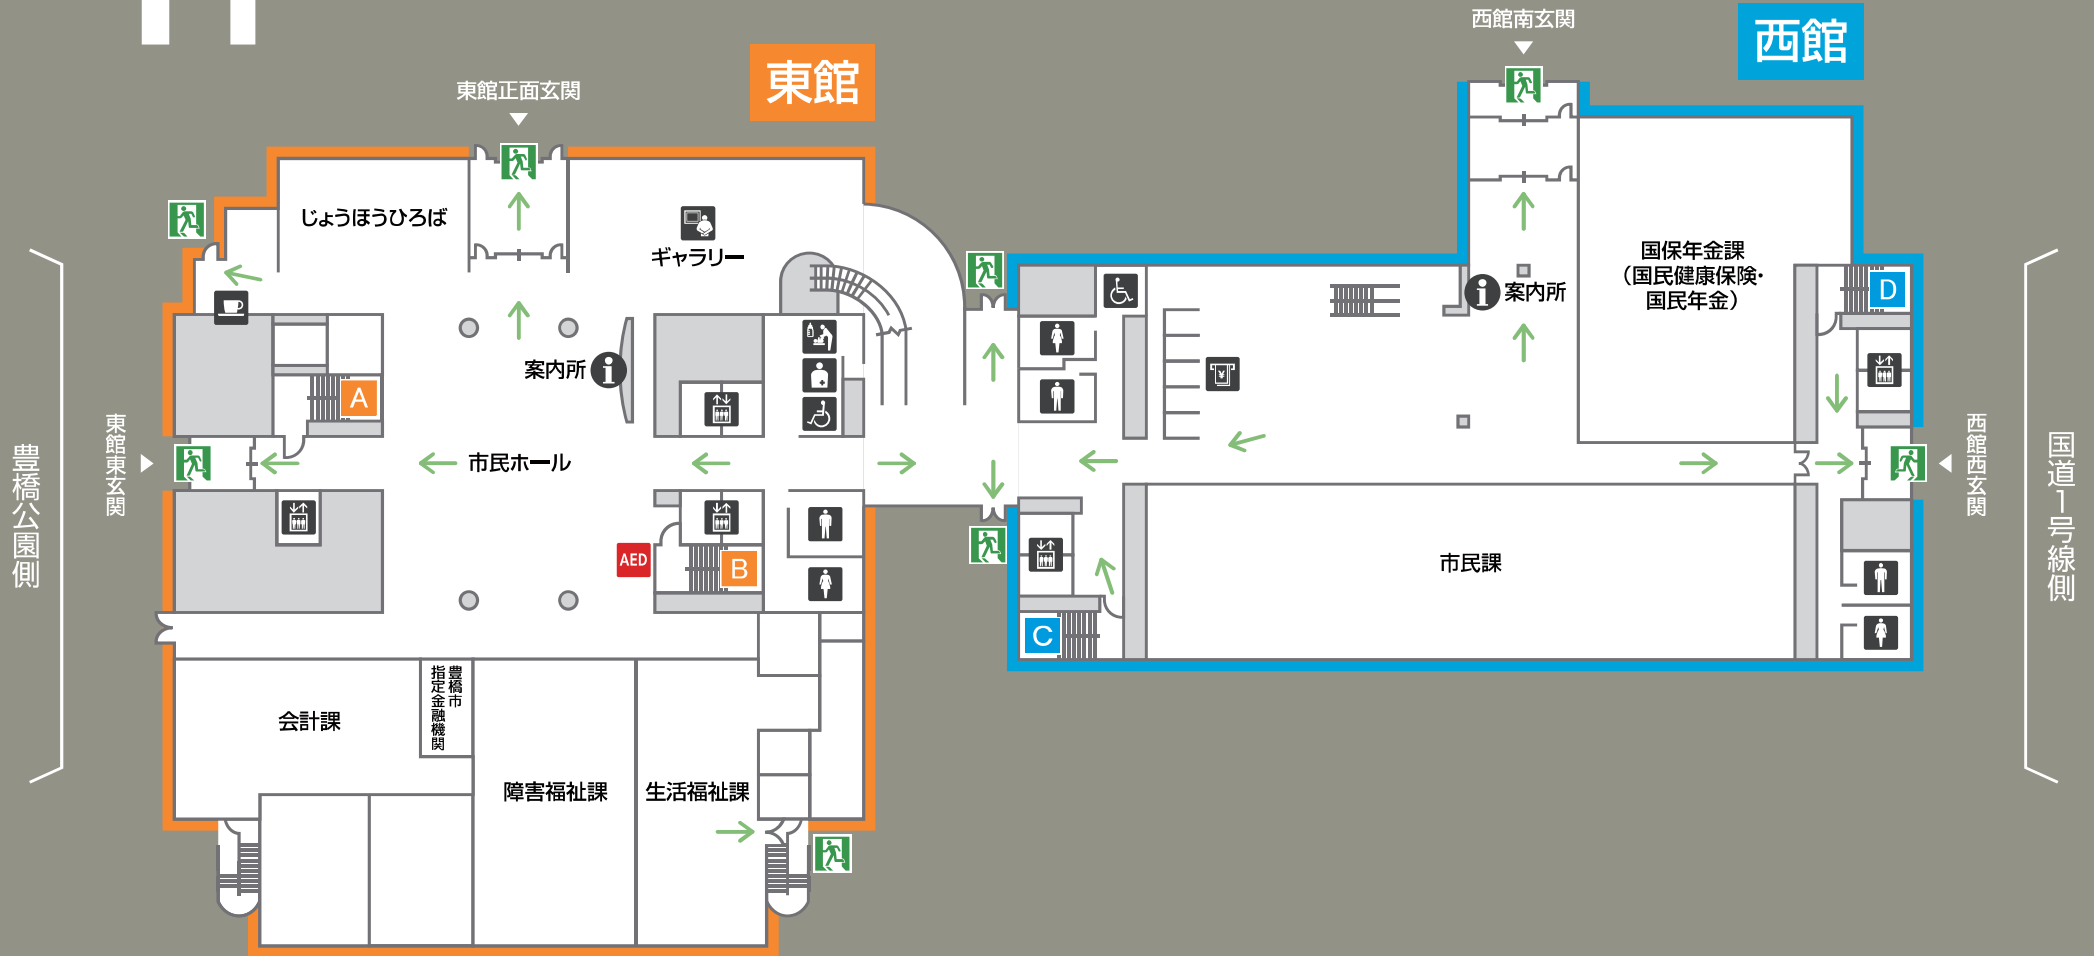 西館南玄関
西館
東館
東館正面玄関
じょうほうひろば
ギャラリー
国保年金課
（国民健康保険・
国民年金）
案内所
D
案内所
A
豊橋公園側
東館東玄関
市民ホール
西館西玄関
国道1号線側
AED
B
市民課
C
豊橋市
指定金融機関
会計課
障害福祉課
生活福祉課